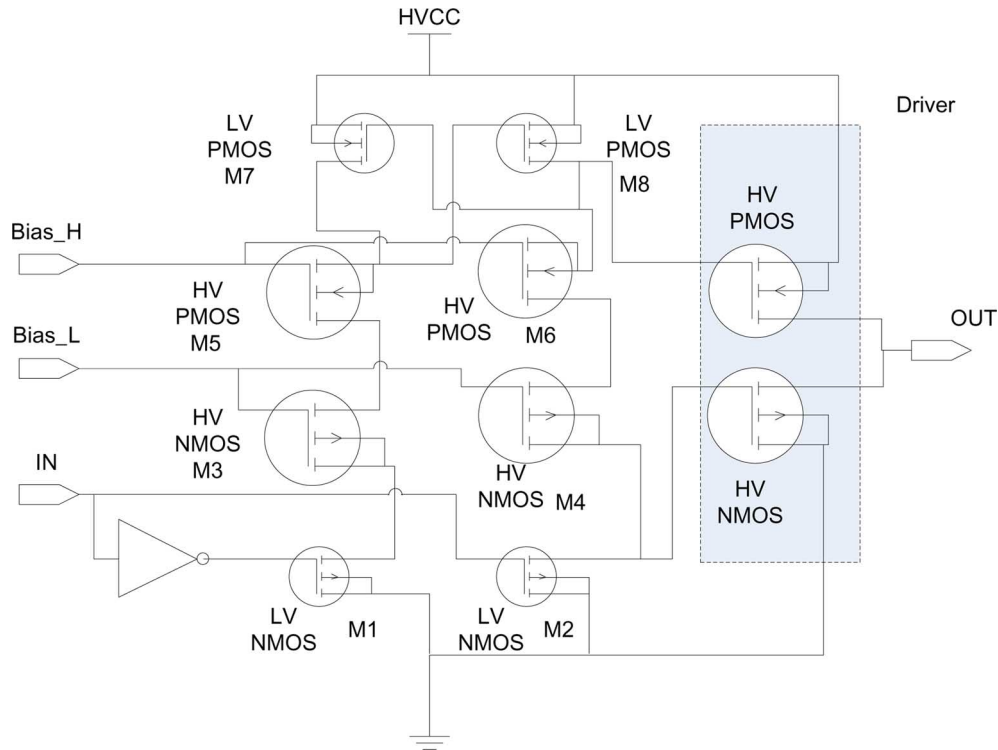 HVCC
Driver
LV
PMOS
M7
LV
PMOS
M8
HV
PMOS
Bias_H
HV
PMOS
M5
HV
PMOS
M6
OUT
Bias_L
HV
NMOS
M3
HV
NMOS
M4
HV
NMOS
IN
LV
NMOS
M1
LV
NMOS
M2